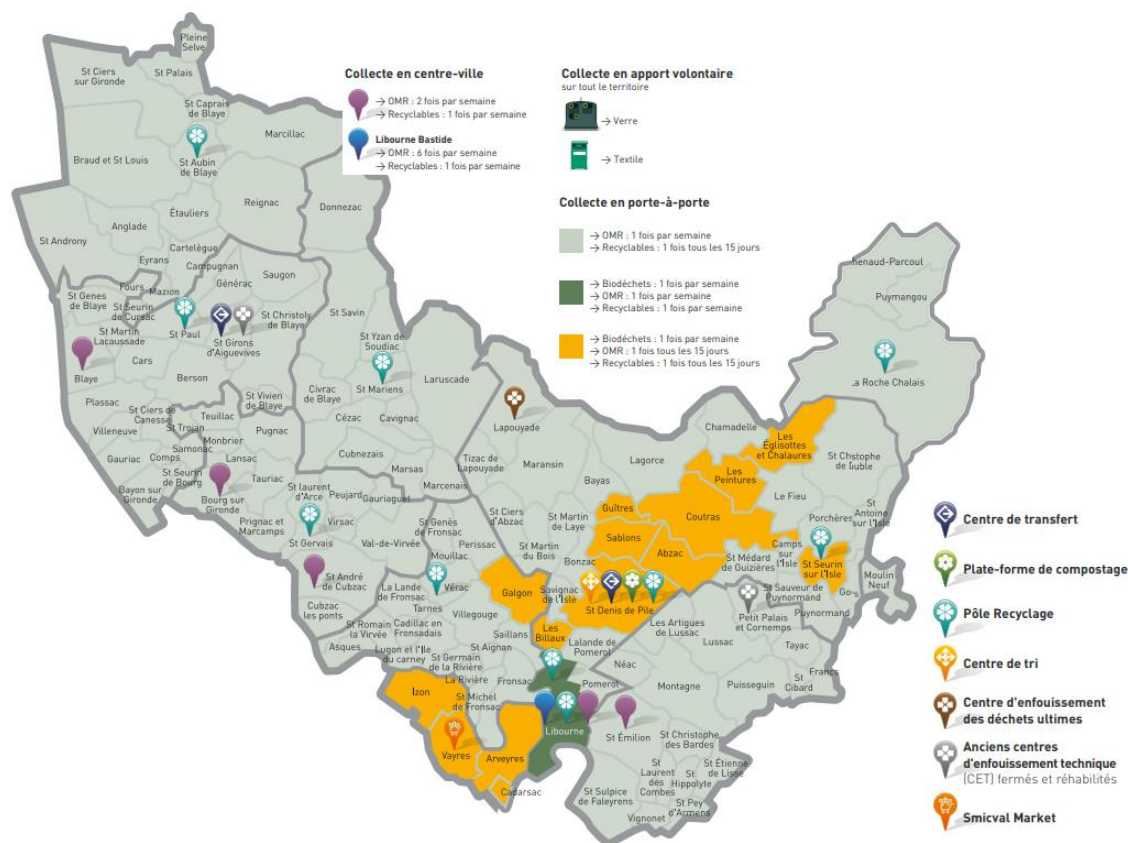 Collecte en centre-ville
→ OMR : 2 fois par semaine
→ Recyclables : 1 fois par semaine
Libourne Bastide
→ OMR : 6 fois par semaine
→ Recyclables : 1 fois par semaine
Collecte en apport volontaire
sur tout le territoire
→ Verre
→ Textile
Collecte en porte-à-porte
→ OMR : 1 fois par semaine
→ Recyclables : 1 fois tous les 15 jours
→ Biodéchets : 1 fois par semaine
→ OMR : 1 fois par semaine
→ Recyclables : 1 fois par semaine
→ Biodéchets : 1 fois par semaine
→ OMR : 1 fois tous les 15 jours
→ Recyclables : 1 fois tous les 15 jours
Pleine
Selve
St Ciers
sur Gironde
St Palais
St Caprais
de Blaye
Marcillac
Braud et St Louis
St Aubin
de Blaye
Reignac
Donnezac
Étauliers
Anglade
St Androny
Cartelègue
Eyrans
Campugnan
Générac
Saugon
Fours
Mazion
St Genes
de Blaye
St Seurin
de Cursac
St Martin
Lacaussade
St Paul
St Girons
d'Aiguevives
St Christoly
de Blaye
St Savin
St Yzan de
Soudiac
St Mariens
Laruscade
Blaye
Cars
Berson
Plassac
St Vivien
de Blaye
Civrac
de Blaye
Cézac
Cavignac
St Ciers de
Canesse
Teuillac
St Trojan
Villeneuve
Monbrier
Pugnac
Samonac
Comps
Lansac
Gauriac
St Seurin
de Bourg
Bayon sur
Gironde
Bourg sur
Gironde
Tauriac
Cubnezais
Marsas
Marcenais
St laurent
d'Arce
Peujard
Gauriaguet
Prignac et
Marcamps
Virsac
St Gervais
Val-de-Virvée
St André
de Cubzac
Cubzac
les ponts
Lapouyade
Tizac de
Lapouyade
Maransin
Lagorce
Bayas
Chamadelle
Les
Églisottes
et Chalaures
Les
Peintures
St Chstophe
de Duble
henaud-Parcoul
Puymangou
La Roche Chalais
Guîtres
Coutras
Le Fieu
Sablons
Abzac
Porchères
St
Antoine
sur l'Isle
Camps
sur
l'Isle
St Seurin
sur l'Isle
St Médard
de Guizières
St Sauveur de
Puynormand
Moulin
Neuf
Puynormand
Petit Palais
et Cornemps
St Ciers
d'Abzac
St Martin
de Laye
St Martin
du Bois
Bonzac
St Genès
de Fronsac
Périssac
Mouillac
Vérac
La Lande
de Fronsac
Tarnes
Villegouge
Galgon
Savignac
de l'Isle
St Denis de Pile
St Romain
la Virvée
Cadillac en
Fronsadais
Saillans
Les
Billaux
Lalande de
Pomerol
Les Artigues
de Lussac
Lussac
Tayac
Asques
Lugon et l'Ile
du carney
St Aignan
St Germain
de la Rivière
La Rivière
Fronsac
St Michel
de Fronsac
Pomerol
Néac
Montagne
Puisseguin
St
Cibard
Francs
Izon
Vayres
Arveyres
Cadarsac
Libourne
St Émilion
St Christophe
des Bardes
St
Laurent
des
Combes
St
Hippolyte
St Étienne
de Lisse
St Sulpice
de Faleyrens
Vignonet
St Pey
d'Armens
Centre de transfert
Plate-forme de compostage
Pôle Recyclage
Centre de tri
Centre d'enfouissement
des déchets ultimes
Anciens centres
d'enfouissement technique
(CET) fermés et réhabilités
Smicval Market